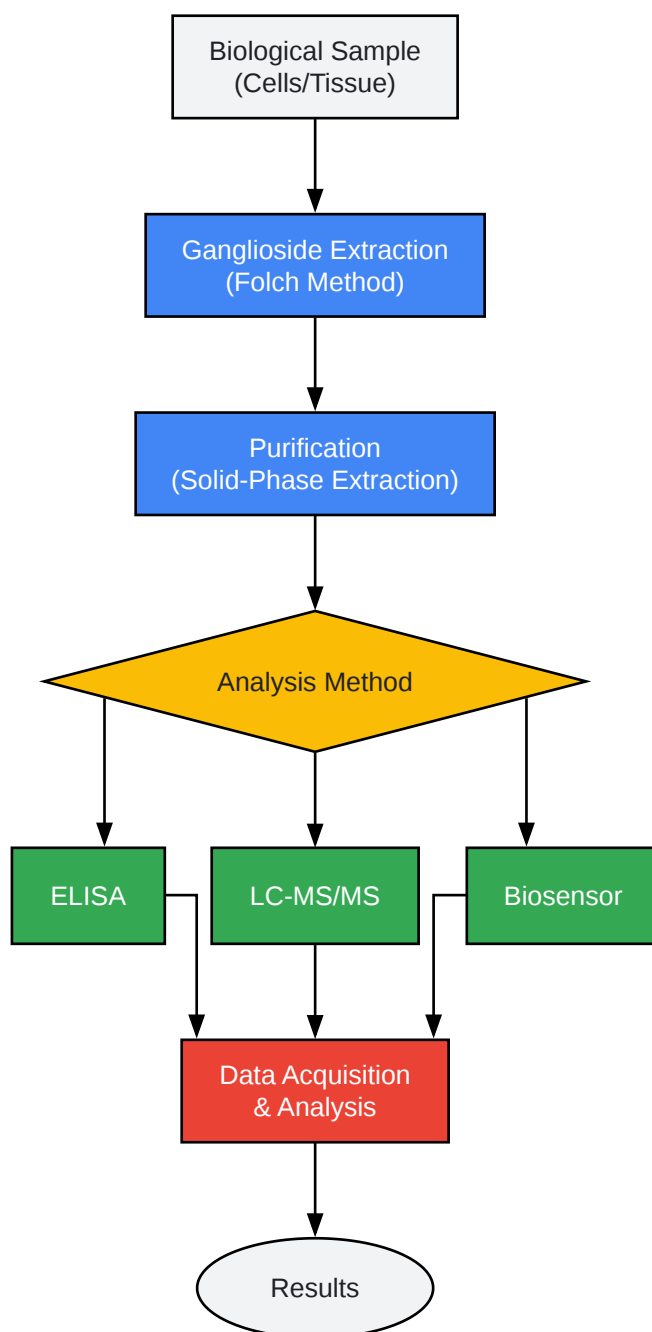 Biological Sample
(Cells/Tissue)
Ganglioside Extraction
(Folch Method)
Purification
(Solid-Phase Extraction)
Analysis Method
ELISA
LC-MS/MS
Biosensor
Data Acquisition
& Analysis
Results